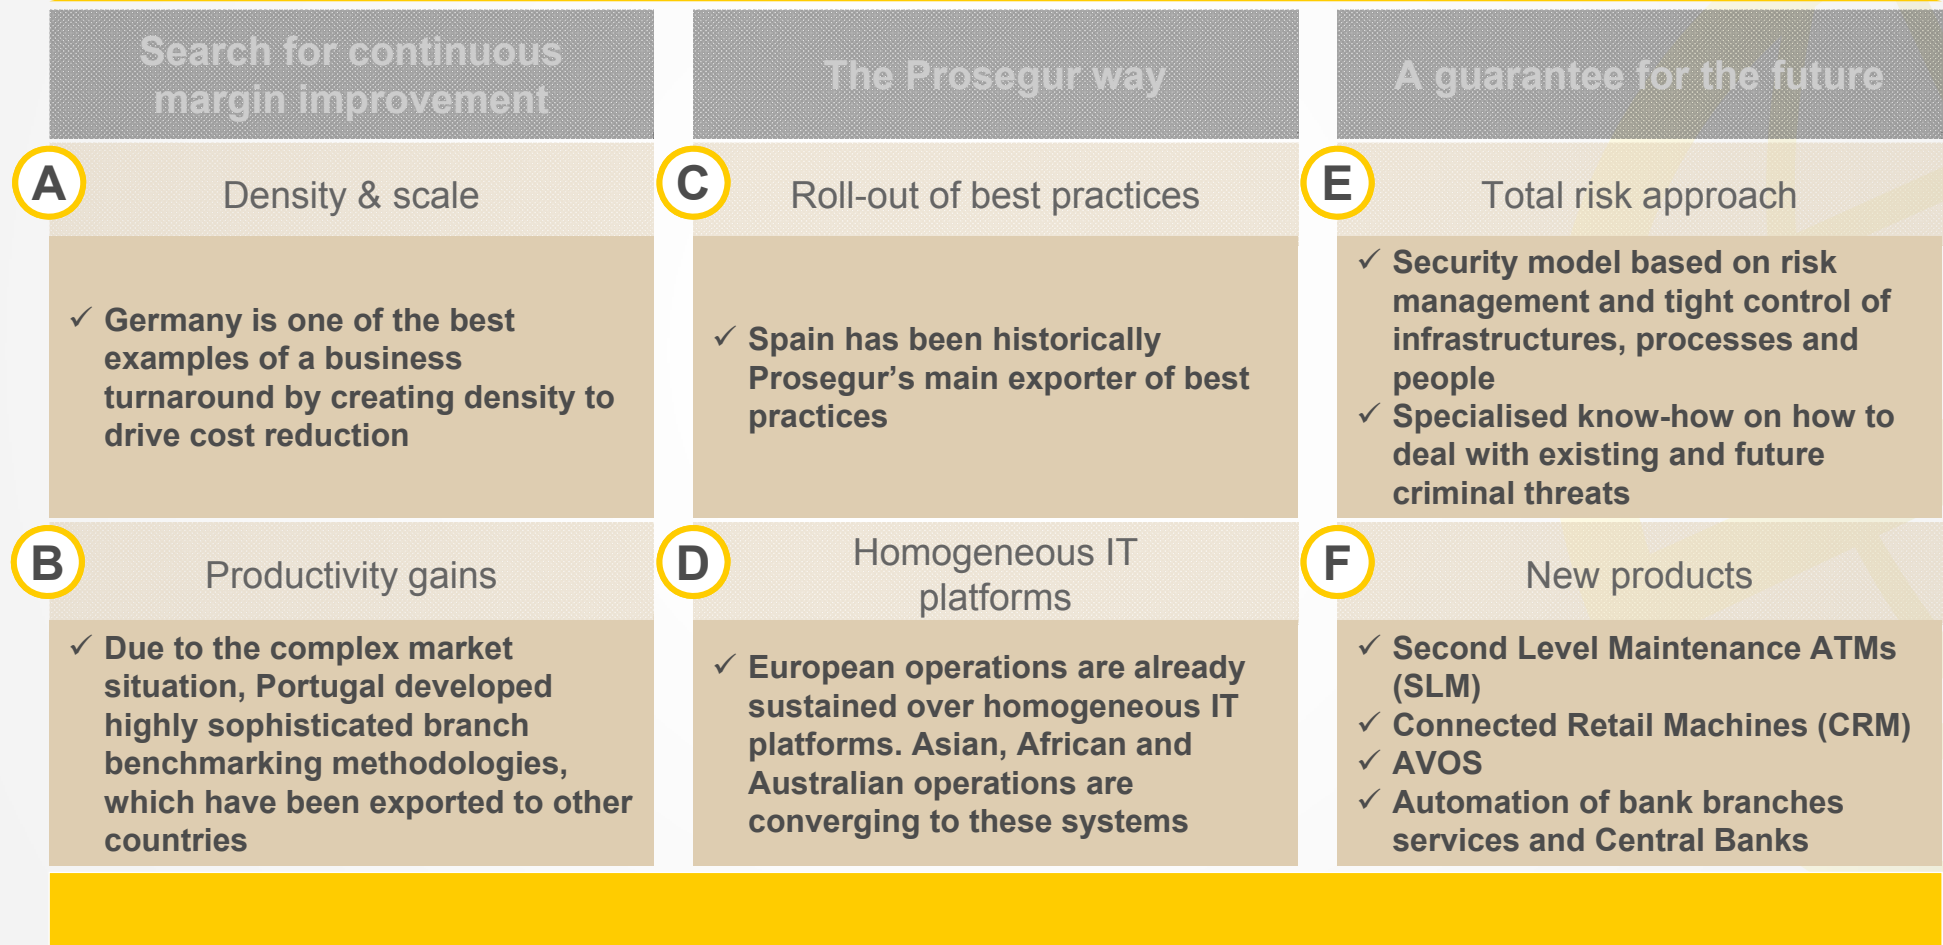 Search for continuous
margin improvement
A
Density & scale
✓ Germany is one of the best
examples of a business
turnaround by creating density to
drive cost reduction
B
Productivity gains
✓ Due to the complex market
situation, Portugal developed
highly sophisticated branch
benchmarking methodologies,
which have been exported to other
countries
The Prosegur way
C
Roll-out of best practices
✓ Spain has been historically
Prosegur’s main exporter of best
practices
D
Homogeneous IT
platforms
✓ European operations are already
sustained over homogeneous IT
platforms. Asian, African and
Australian operations are
converging to these systems
A guarantee for the future
E
Total risk approach
✓ Security model based on risk
management and tight control of
infrastructures, processes and
people
✓ Specialised know-how on how to
deal with existing and future
criminal threats
F
New products
✓ Second Level Maintenance ATMs
(SLM)
✓ Connected Retail Machines (CRM)
✓ AVOS
✓ Automation of bank branches
services and Central Banks